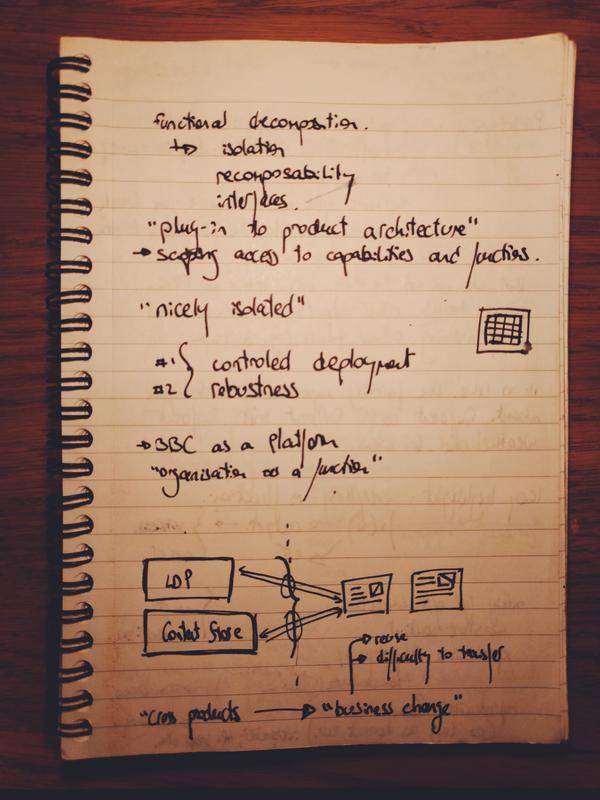 functional decomposition.
↳ isolation
recomposability
interfaces.
"plug-in to product architecture"
→ scoping access to capabilities and functions.
"nicely isolated"
#1 } controled deployment
#2 { robustness
→ BBC as a Platform
"organisation as a function"
LDP
Content Store
→ reuse
→ difficulty to transfer
"cross products → "business change"